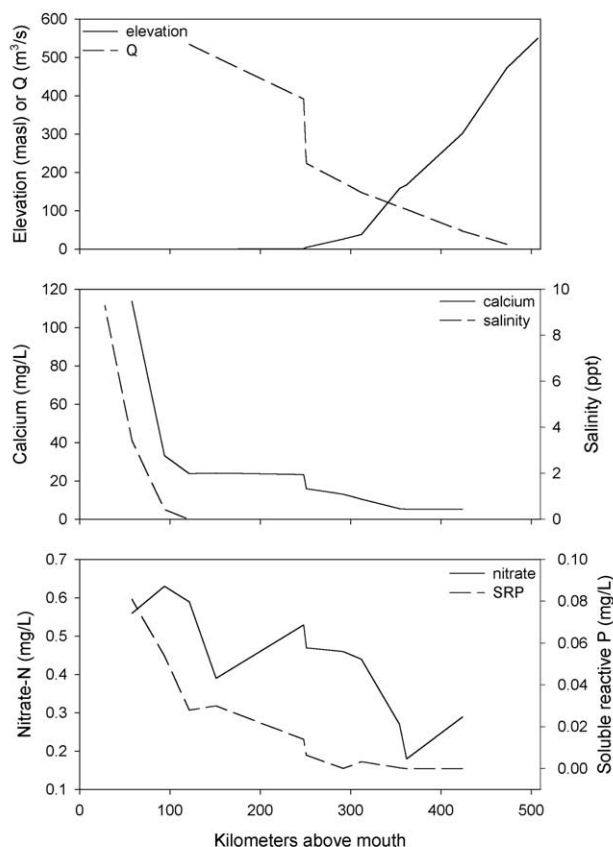 Elevation (masl) or Q (m³/s)
600
500
400
300
200
100
0
elevation
Q
Calcium (mg/L)
120
100
80
60
40
20
0
calcium
salinity
10
8
6
4
2
0
Salinity (ppt)
Nitrate-N (mg/L)
0.7
0.6
0.5
0.4
0.3
0.2
0.1
nitrate
SRP
0.10
0.08
0.06
0.04
0.02
0.00
Soluble reactive P (mg/L)
0 100 200 300 400 500
Kilometers above mouth